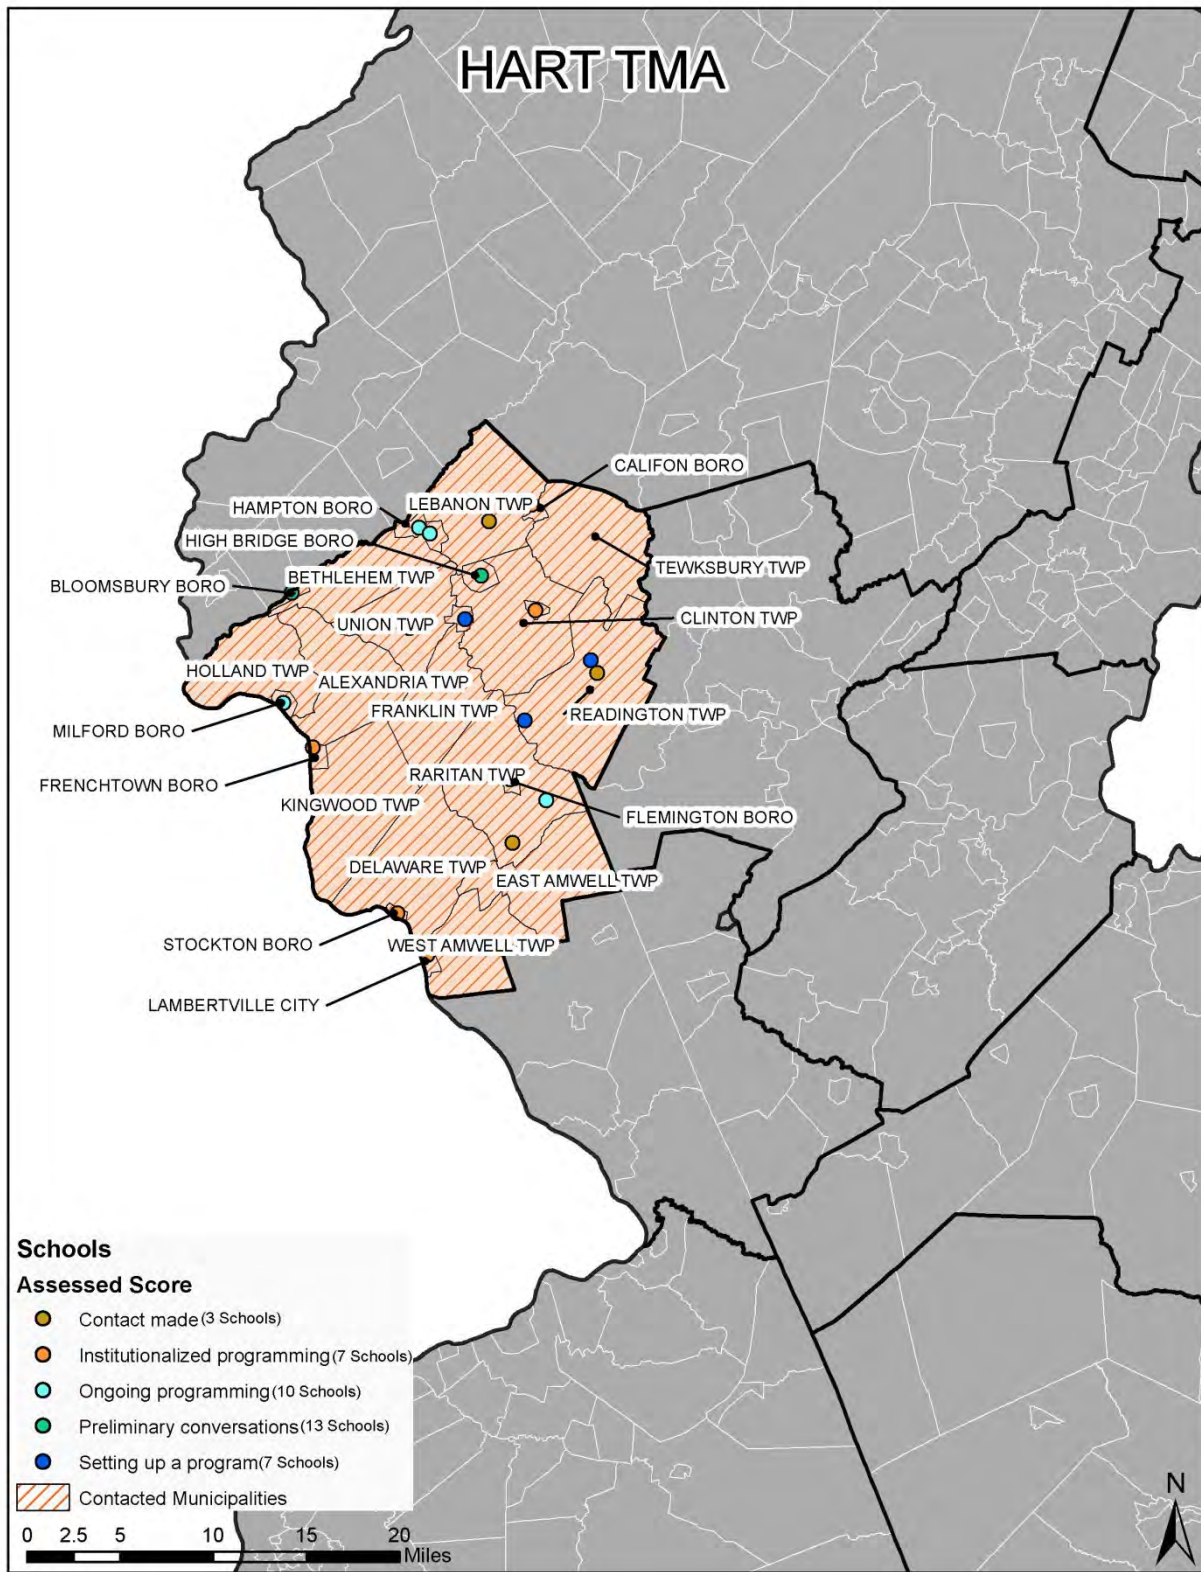 HART TMA
CALIFON BORO
LEBANON TWP
HAMPTON BORO
HIGH BRIDGE BORO
TEWKSBURY TWP
BETHLEHEM TWP
BLOOMSBURY BORO
CLINTON TWP
UNION TWP
HOLLAND TWP
ALEXANDRIA TWP
FRANKLIN TWP
READINGTON TWP
MILFORD BORO
RARITAN TWP
FRENCHTOWN BORO
KINGWOOD TWP
FLEMINGTON BORO
DELAWARE TWP
EAST AMWELL TWP
STOCKTON BORO
WEST AMWELL TWP
LAMBERTVILLE CITY
Schools
Assessed Score
Contact made (3 Schools)
Institutionalized programming (7 Schools)
Ongoing programming (10 Schools)
Preliminary conversations (13 Schools)
Setting up a program (7 Schools)
Contacted Municipalities
N
0 2.5 5 10 15 20
Miles